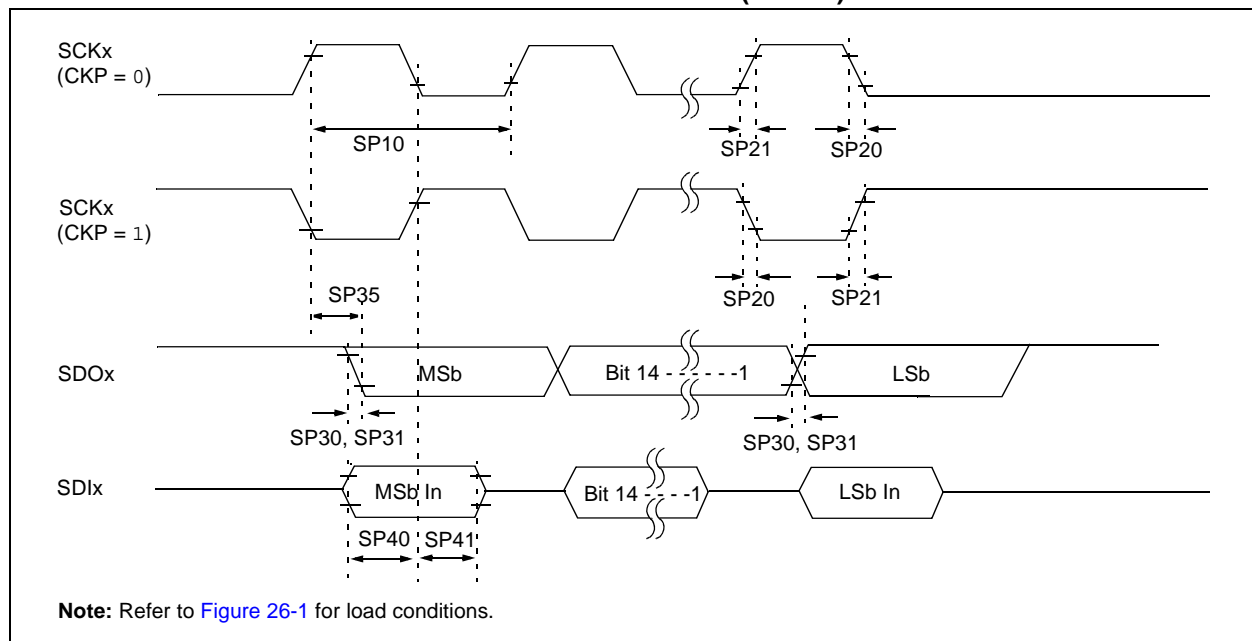 SCKx
(CKP = 0)
SP10
SP21
SP20
SCKx
(CKP = 1)
SP35
SP20
SP21
SDOx
MSb
Bit 14 - - - - - -1
LSb
SP30, SP31
SP30, SP31
SDIx
MSb In
Bit 14 - - - -1
LSb In
SP40
SP41
Note: Refer to Figure 26-1 for load conditions.